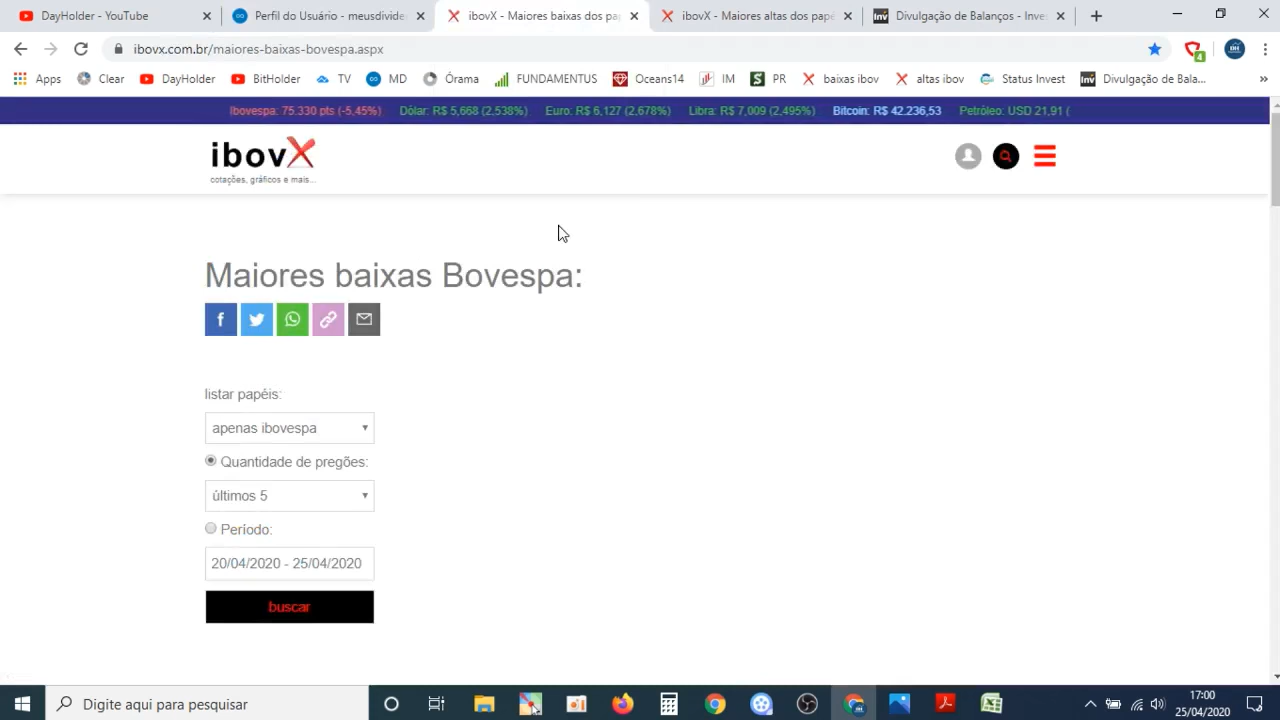 DayHolder - YouTube
Perfil do Usuário - meusdivide
ibovX - Maiores baixas dos pa
ibovX - Maiores altas dos pape
Inv Divulgação de Balanços - Inves
ibovx.com.br/maiores-baixas-bovespa.aspx
4
Apps Clear DayHolder BitHolder TV MD Órama FUNDAMENTUS Oceans14 M PR baixas ibov altas ibov Status Invest Inv Divulgação de Bala... »
Ibovespa: 75.330 pts (-5,45%) Dólar: R$ 5,668 (2,538%) Euro: R$ 6,127 (2,678%) Libra: R$ 7,009 (2,495%) Bitcoin: R$ 42.236,53 Petróleo: USD 21,91 (
ibovX
cotações, gráficos e mais...
Maiores baixas Bovespa:
listar papéis:
apenas ibovespa
Quantidade de pregões:
últimos 5
Período:
20/04/2020 - 25/04/2020
buscar
Digite aqui para pesquisar
17:00
25/04/2020